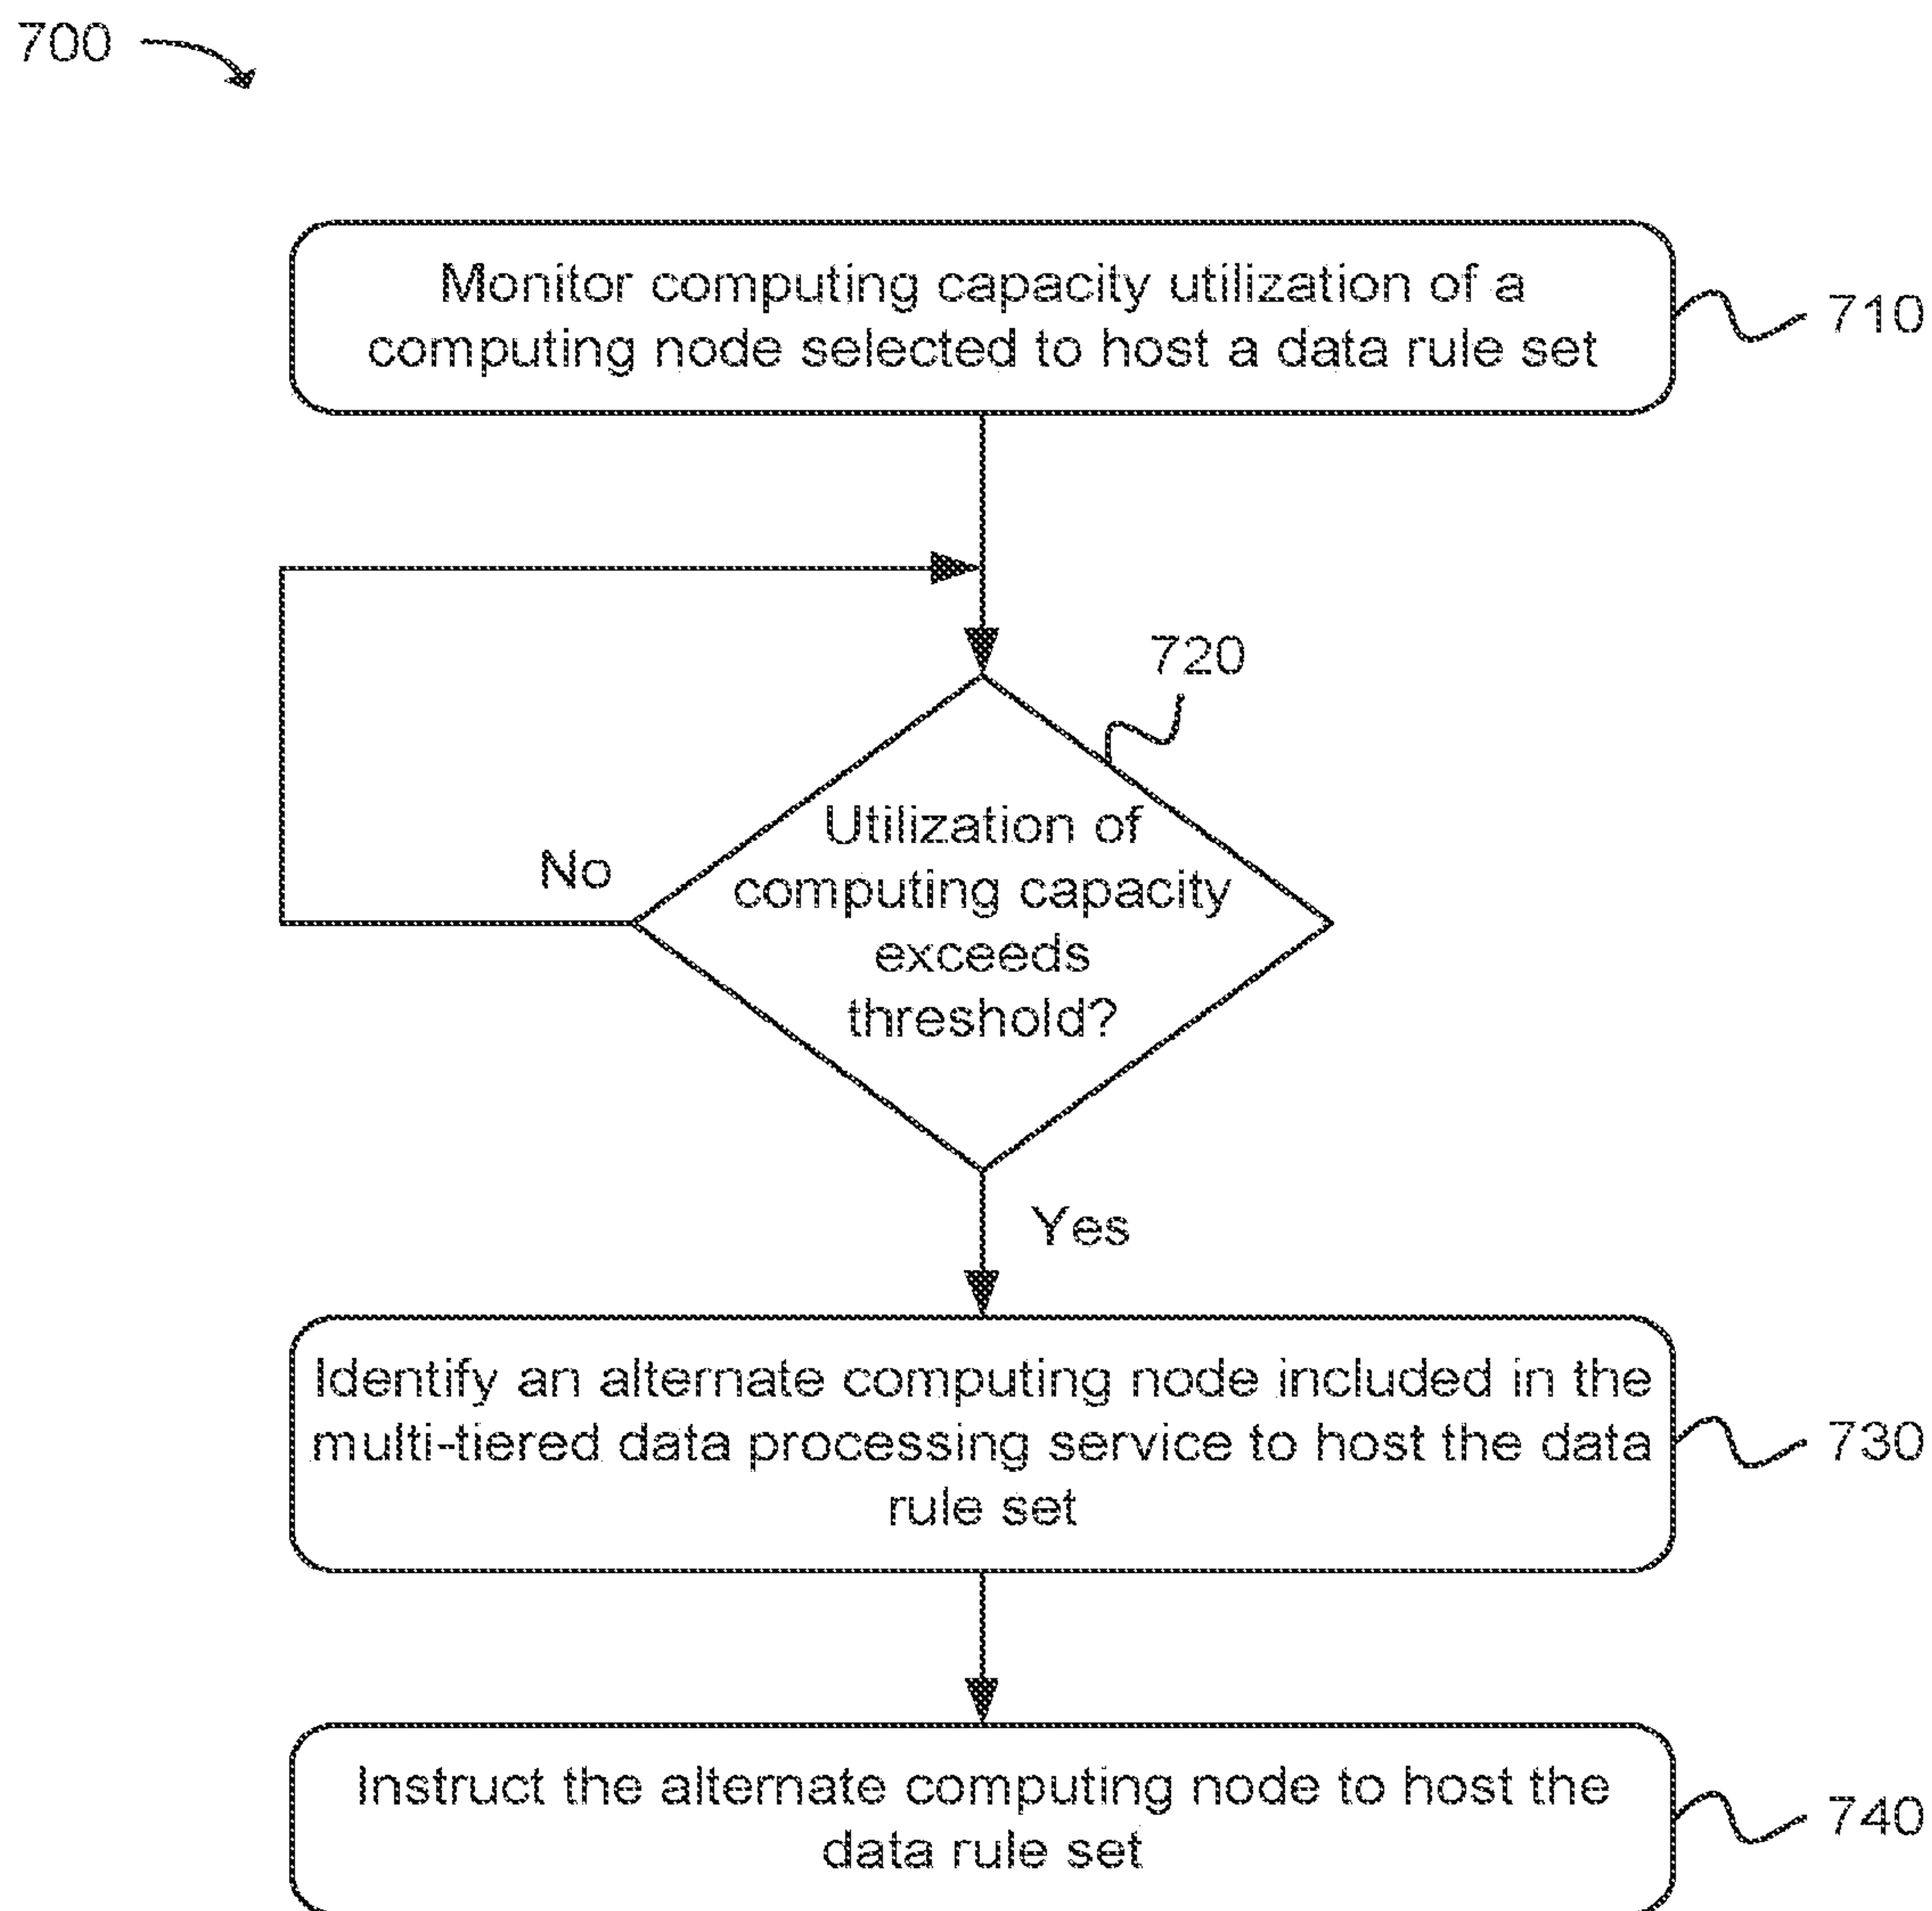 700
Monitor computing capacity utilization of a
computing node selected to host a data rule set
710
720
Utilization of
computing capacity
exceeds
threshold?
No
Yes
Identify an alternate computing node included in the
multi-tiered data processing service to host the data
rule set
730
Instruct the alternate computing node to host the
data rule set
740